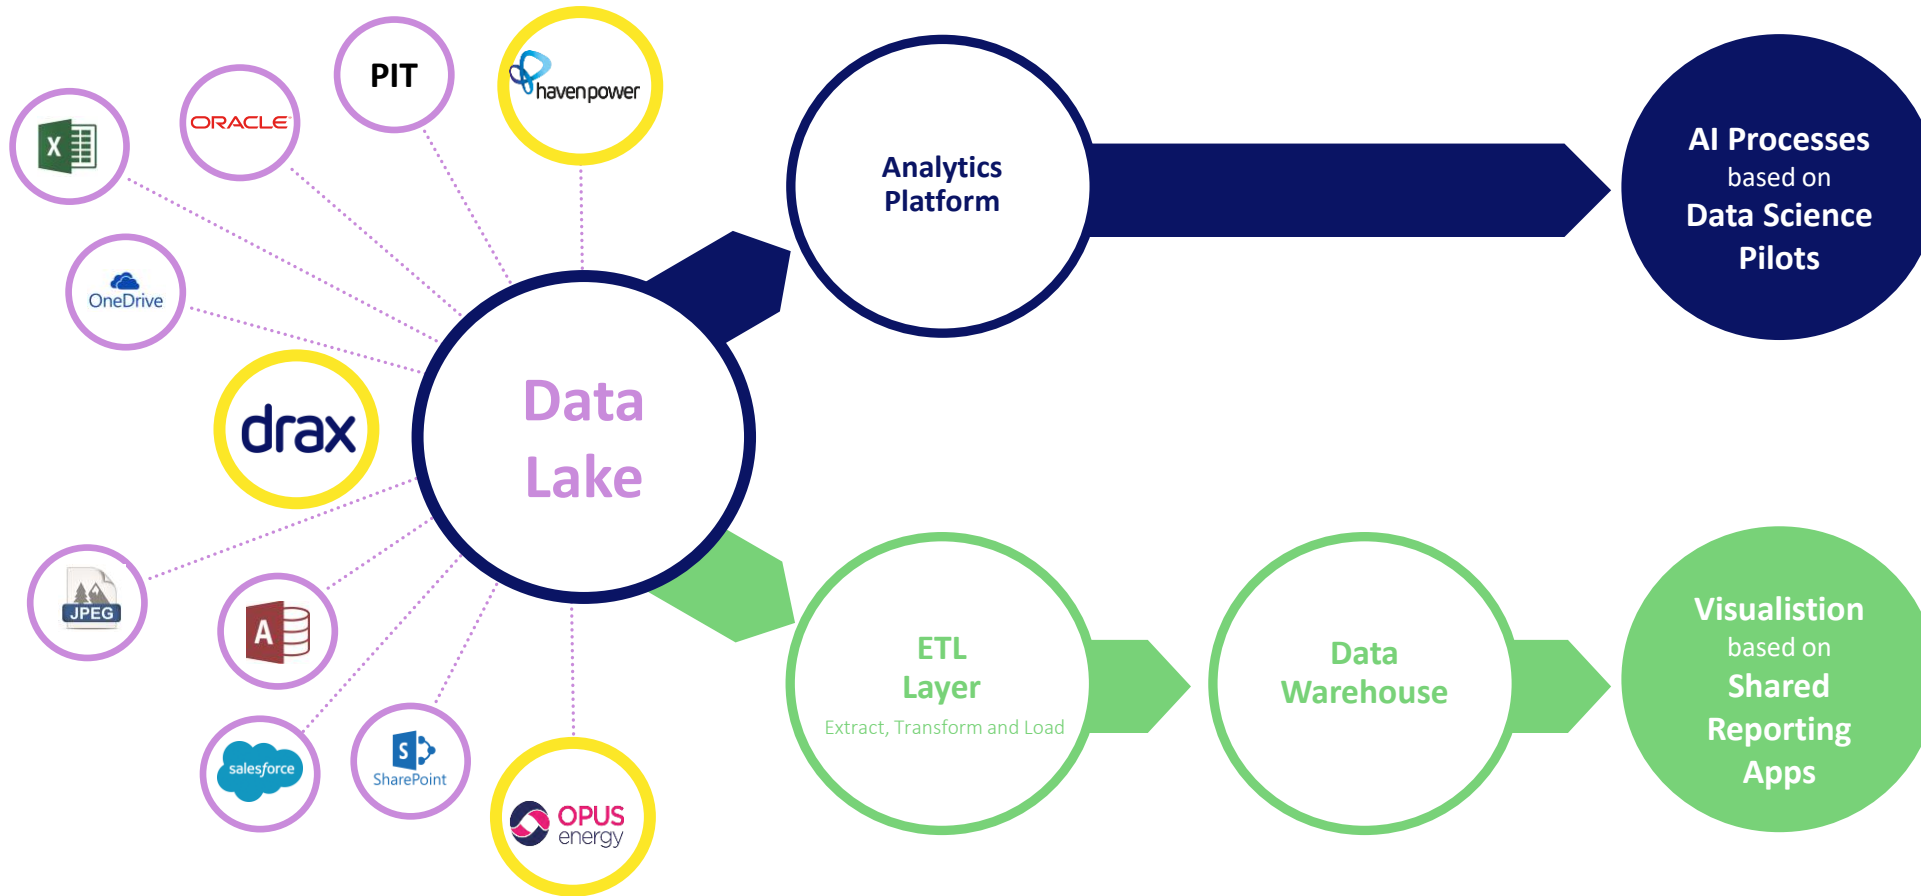 PIT
havenpower
ORACLE
X
OneDrive
drax
Data
Lake
JPEG
A
salesforce
S
SharePoint
OPUS
energy
Analytics
Platform
AI Processes
based on
Data Science
Pilots
ETL
Layer
Extract, Transform and Load
Data
Warehouse
Visualistion
based on
Shared
Reporting
Apps